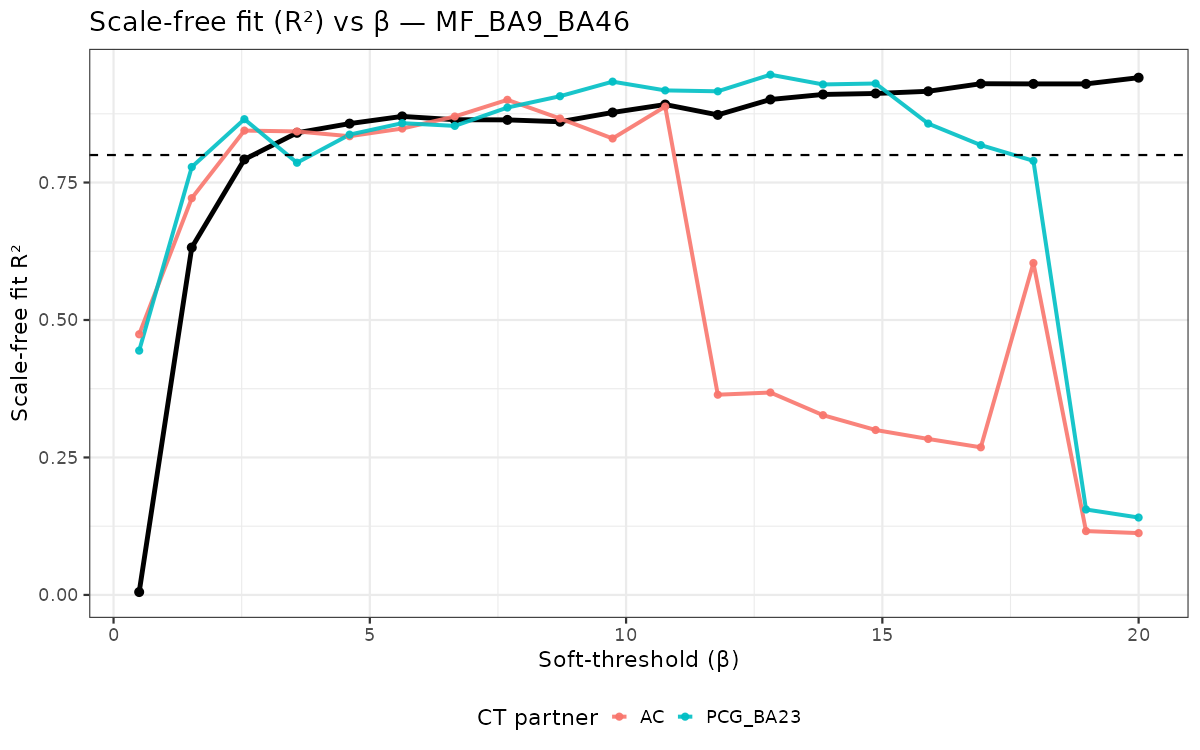 Scale-free fit (R²) vs β — MF_BA9_BA46
Scale-free fit R²
0.75
0.50
0.25
0.00
0 5 10 15 20
Soft-threshold (β)
CT partner AC PCG_BA23